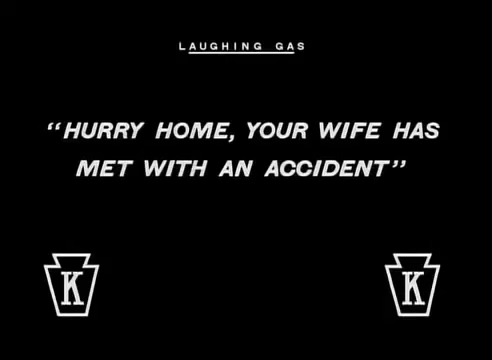 LAUGHING GAS
“HURRY HOME, YOUR WIFE HAS
MET WITH AN ACCIDENT”
K K